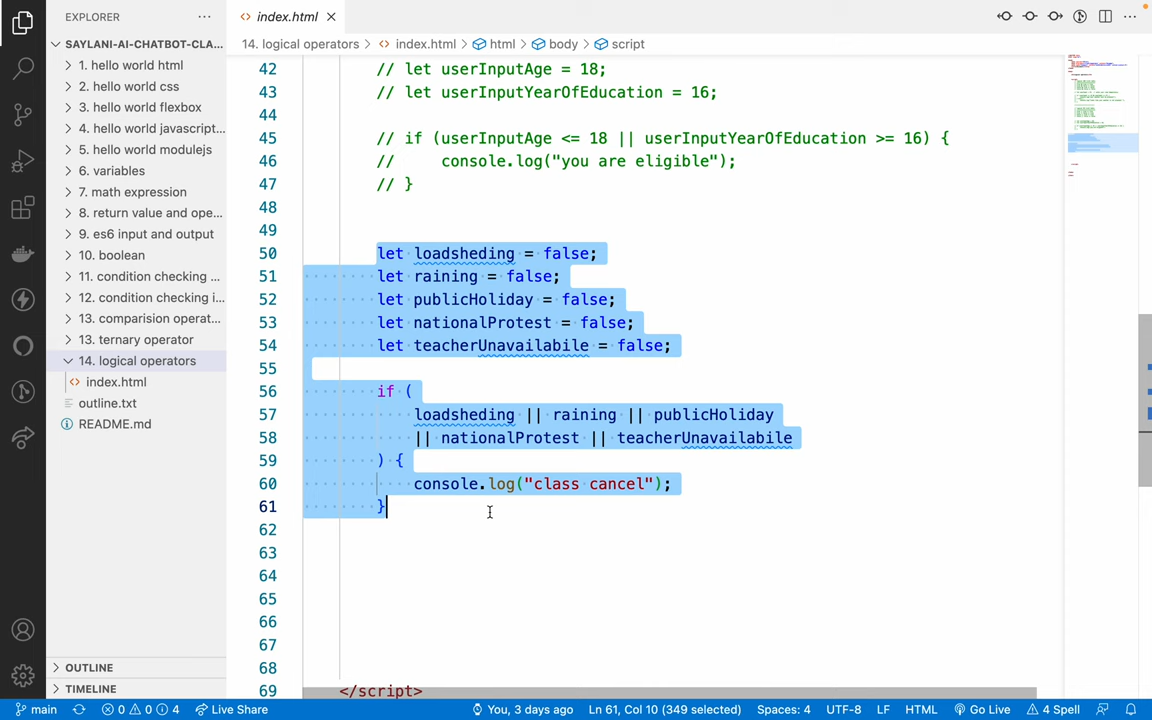 EXPLORER
index.html
SAYLANI-AI-CHATBOT-CLA...
14. logical operators > index.html > html > body > script
1. hello world html
2. hello world css
3. hello world flexbox
4. hello world javascript...
5. hello world modulejs
6. variables
7. math expression
8. return value and ope...
9. es6 input and output
10. boolean
11. condition checking ...
12. condition checking i...
13. comparision operat...
13. ternary operator
14. logical operators
index.html
outline.txt
README.md
OUTLINE
TIMELINE
42 // let userInputAge = 18;
43 // let userInputYearOfEducation = 16;
44
45 // if (userInputAge <= 18 || userInputYearOfEducation >= 16) {
46 //     console.log("you are eligible");
47 // }
48
49
50 let loadsheding = false;
51 let raining = false;
52 let publicHoliday = false;
53 let nationalProtest = false;
54 let teacherUnavailabile = false;
55
56 if (
57     loadsheding || raining || publicHoliday
58     || nationalProtest || teacherUnavailabile
59 ) {
60     console.log("class cancel");
61 }
62
63
64
65
66
67
68
69 </script>
main 0 0 4 Live Share You, 3 days ago Ln 61, Col 10 (349 selected) Spaces: 4 UTF-8 LF HTML Go Live 4 Spell